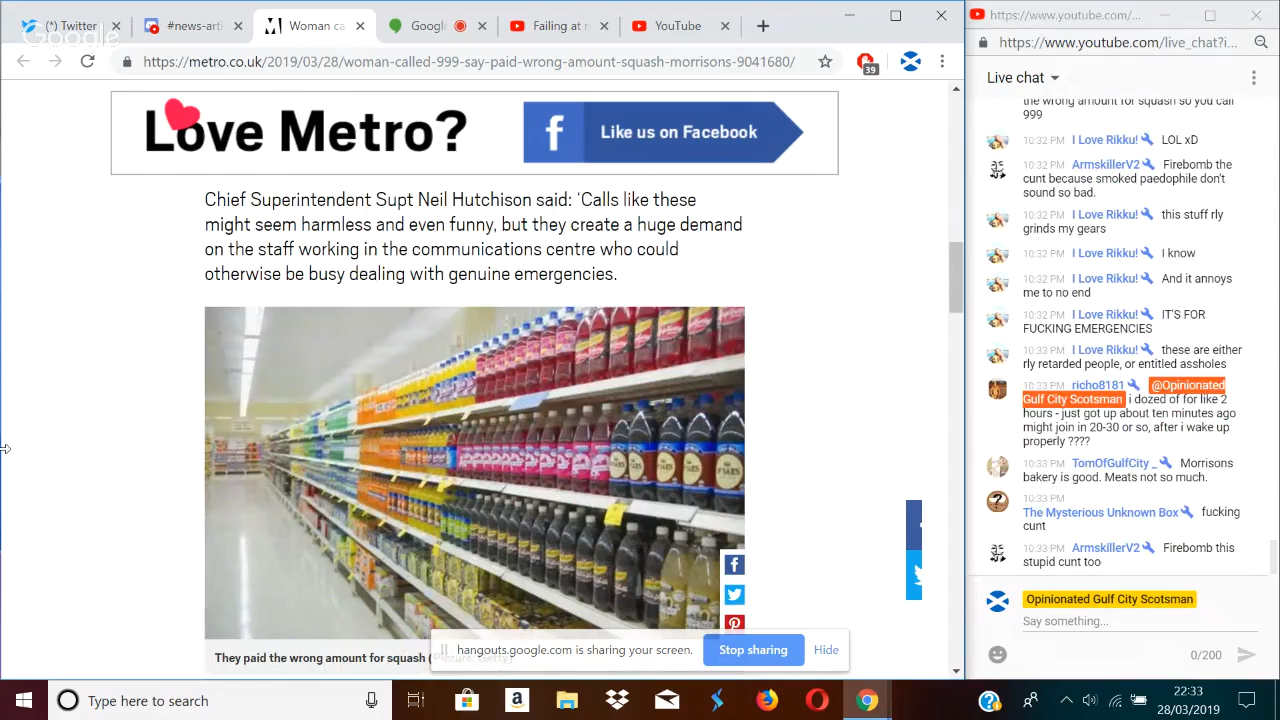 (*) Twitter
#news-arti
Woman ca
Google
Failing at r
YouTube
Google
https://metro.co.uk/2019/03/28/woman-called-999-say-paid-wrong-amount-squash-morrisons-9041680/
39
Love Metro?
f
Like us on Facebook
Chief Superintendent Supt Neil Hutchison said: ‘Calls like these
might seem harmless and even funny, but they create a huge demand
on the staff working in the communications centre who could
otherwise be busy dealing with genuine emergencies.
They paid the wrong amount for squash
hangouts.google.com is sharing your screen.
Stop sharing
Hide
https://www.youtube.com/...
https://www.youtube.com/live_chat?i...
Live chat
the wrong amount for squash so you call
999
10:32 PM I Love Rikku! LOL xD
10:32 PM ArmskillerV2 Firebomb the
cunt because smoked paedophile don't
sound so bad.
10:32 PM I Love Rikku! this stuff rly
grinds my gears
10:32 PM I Love Rikku! I know
10:32 PM I Love Rikku! And it annoys
me to no end
10:32 PM I Love Rikku! IT'S FOR
FUCKING EMERGENCIES
10:33 PM I Love Rikku! these are either
rly retarded people, or entitled assholes
10:33 PM richo8181 @Opinionated
Gulf City Scotsman i dozed of for like 2
hours - just got up about ten minutes ago
might join in 20-30 or so, after i wake up
properly ????
10:33 PM TomOfGulfCity _ Morrisons
bakery is good. Meats not so much.
10:33 PM
The Mysterious Unknown Box fucking
cunt
10:33 PM ArmskillerV2 Firebomb this
stupid cunt too
Opinionated Gulf City Scotsman
Say something...
0/200
Type here to search
22:33
28/03/2019